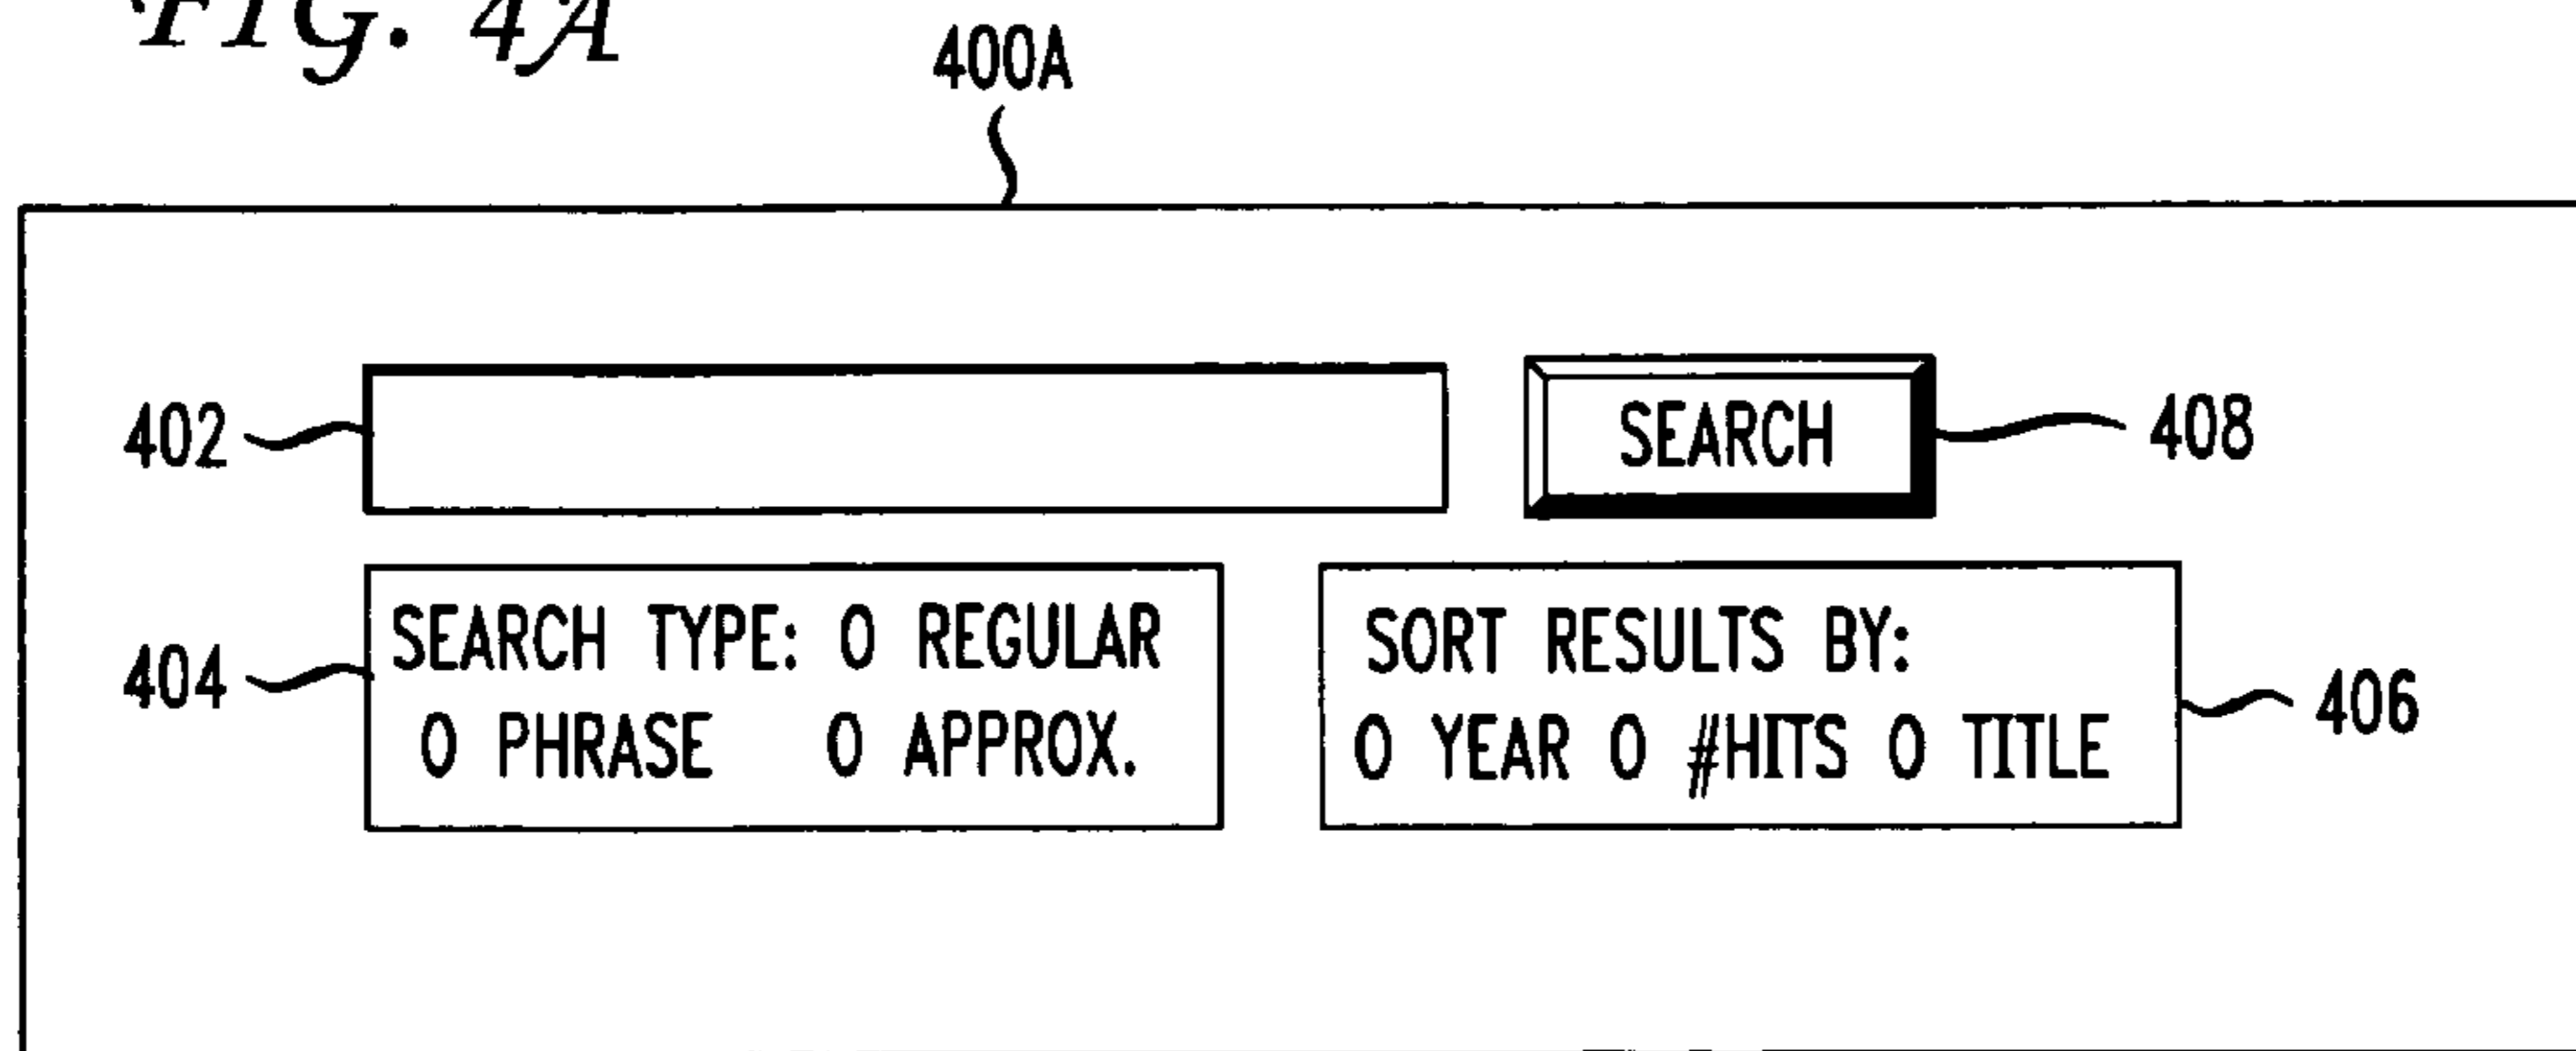 FIG. 4A
400A
402
SEARCH
408
404
SEARCH TYPE: O REGULAR
O PHRASE O APPROX.
SORT RESULTS BY:
O YEAR O #HITS O TITLE
406